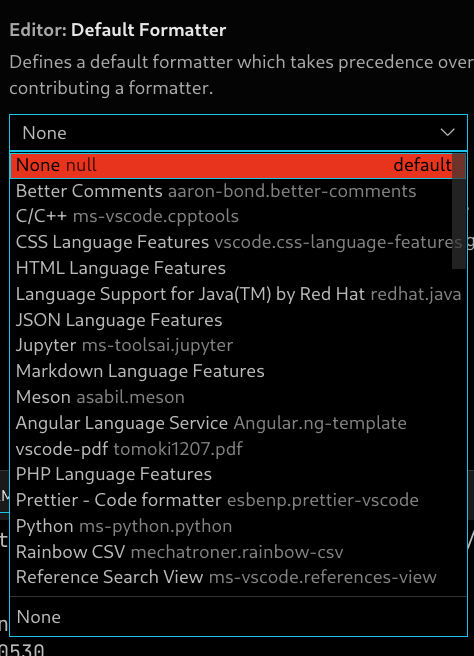 Editor: Default Formatter
Defines a default formatter which takes precedence over
contributing a formatter.
None
None null default
Better Comments aaron-bond.better-comments
C/C++ ms-vscode.cpptools
CSS Language Features vscode.css-language-features
HTML Language Features
Language Support for Java(TM) by Red Hat redhat.java
JSON Language Features
Jupyter ms-toolsai.jupyter
Markdown Language Features
Meson asabil.meson
Angular Language Service Angular.ng-template
vscode-pdf tomoki1207.pdf
PHP Language Features
Prettier - Code formatter esbenp.prettier-vscode
Python ms-python.python
Rainbow CSV mechatroner.rainbow-csv
Reference Search View ms-vscode.references-view
None
0530